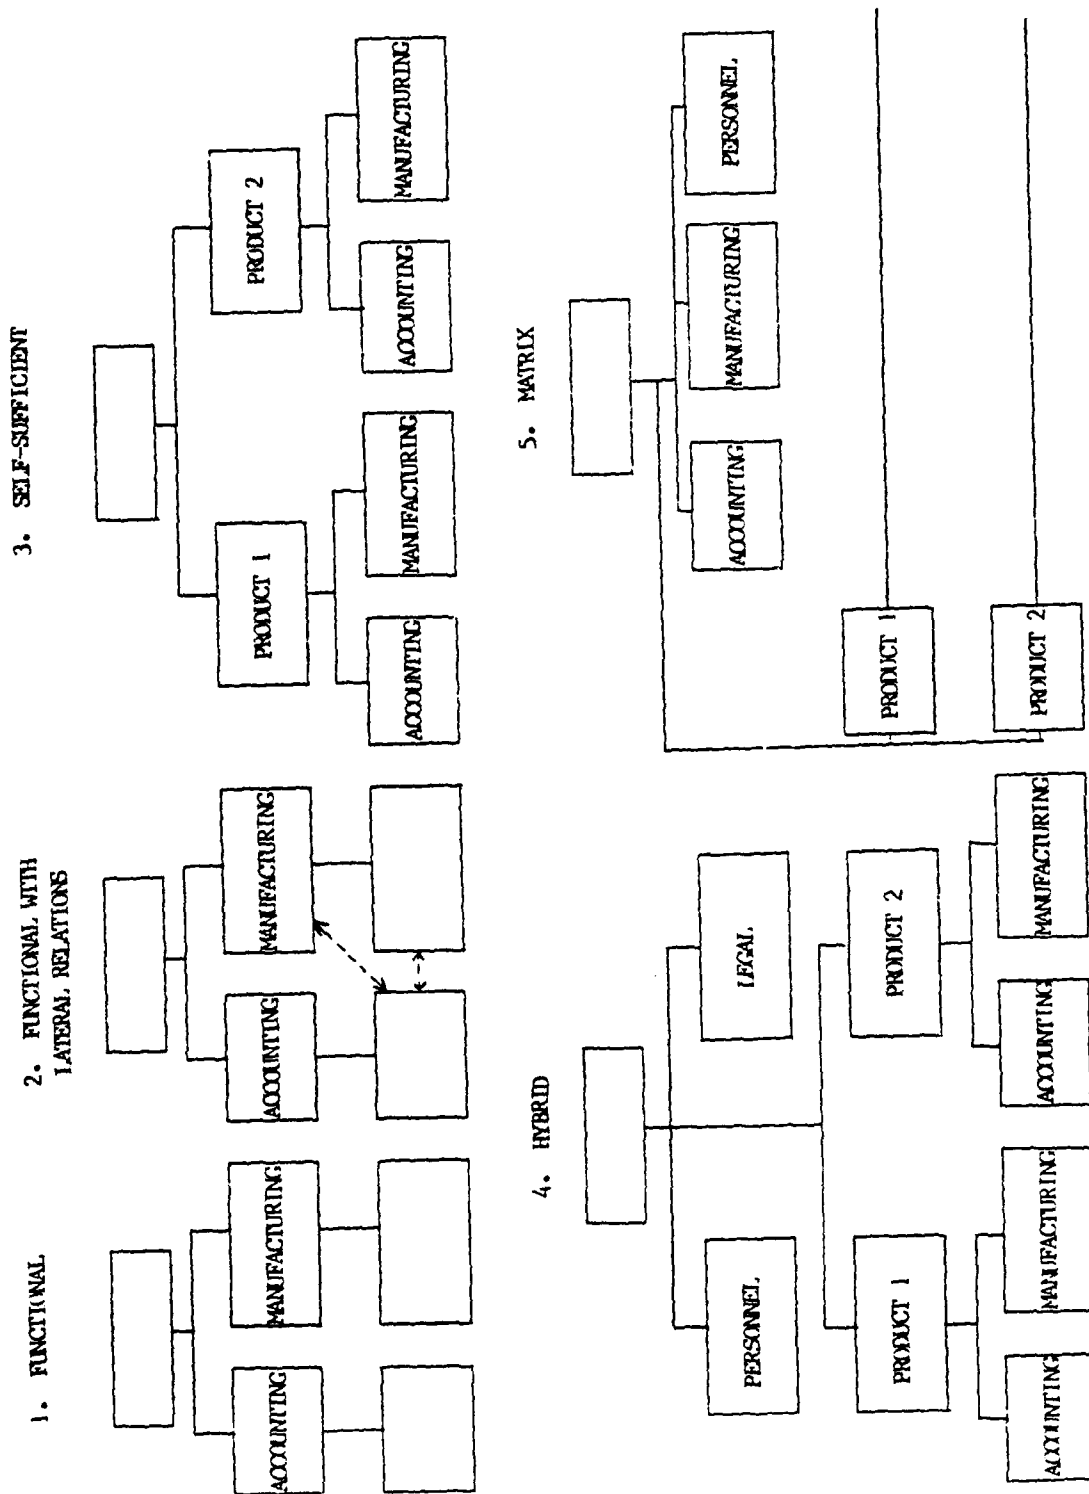 1. FUNCTIONAL
ACCOUNTING
MANUFACTURING
2. FUNCTIONAL WITH
LATERAL RELATIONS
ACCOUNTING
MANUFACTURING
3. SELF-SUFFICIENT
PRODUCT 1
PRODUCT 2
ACCOUNTING
MANUFACTURING
ACCOUNTING
MANUFACTURING
4. HYBRID
PERSONNEL
LEGAL
PRODUCT 1
PRODUCT 2
ACCOUNTING
MANUFACTURING
ACCOUNTING
MANUFACTURING
5. MATRIX
ACCOUNTING
MANUFACTURING
PERSONNEL
PRODUCT 1
PRODUCT 2